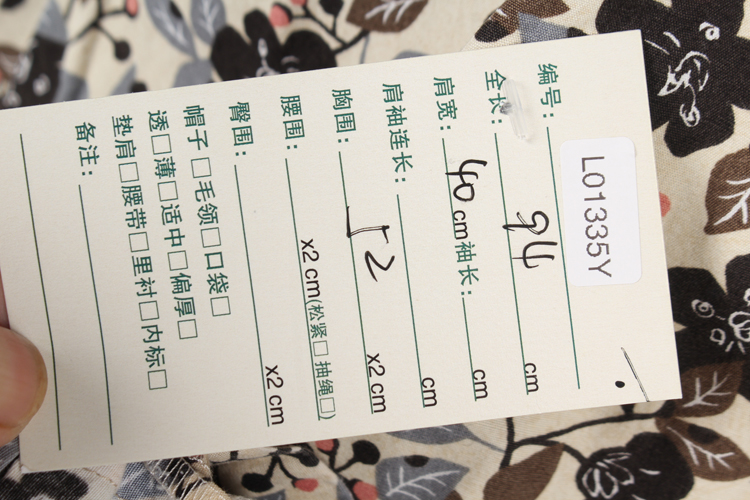 编号: L01335Y
全长: 94 cm
肩宽: 40 cm 袖长: cm
肩袖连长: cm
胸围: 52 x2 cm
腰围: x2 cm(松紧□ 抽绳□)
臀围: x2 cm
帽子□ 毛领□ 口袋□
透□ 薄□ 适中□ 偏厚□
垫肩□ 腰带□ 里衬□ 内标□
备注: